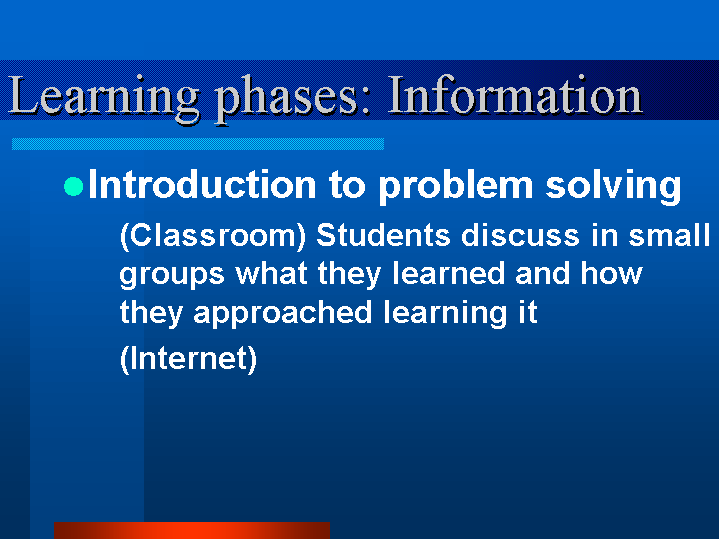 Learning phases: Information
Introduction to problem solving
(Classroom) Students discuss in small
groups what they learned and how
they approached learning it
(Internet)